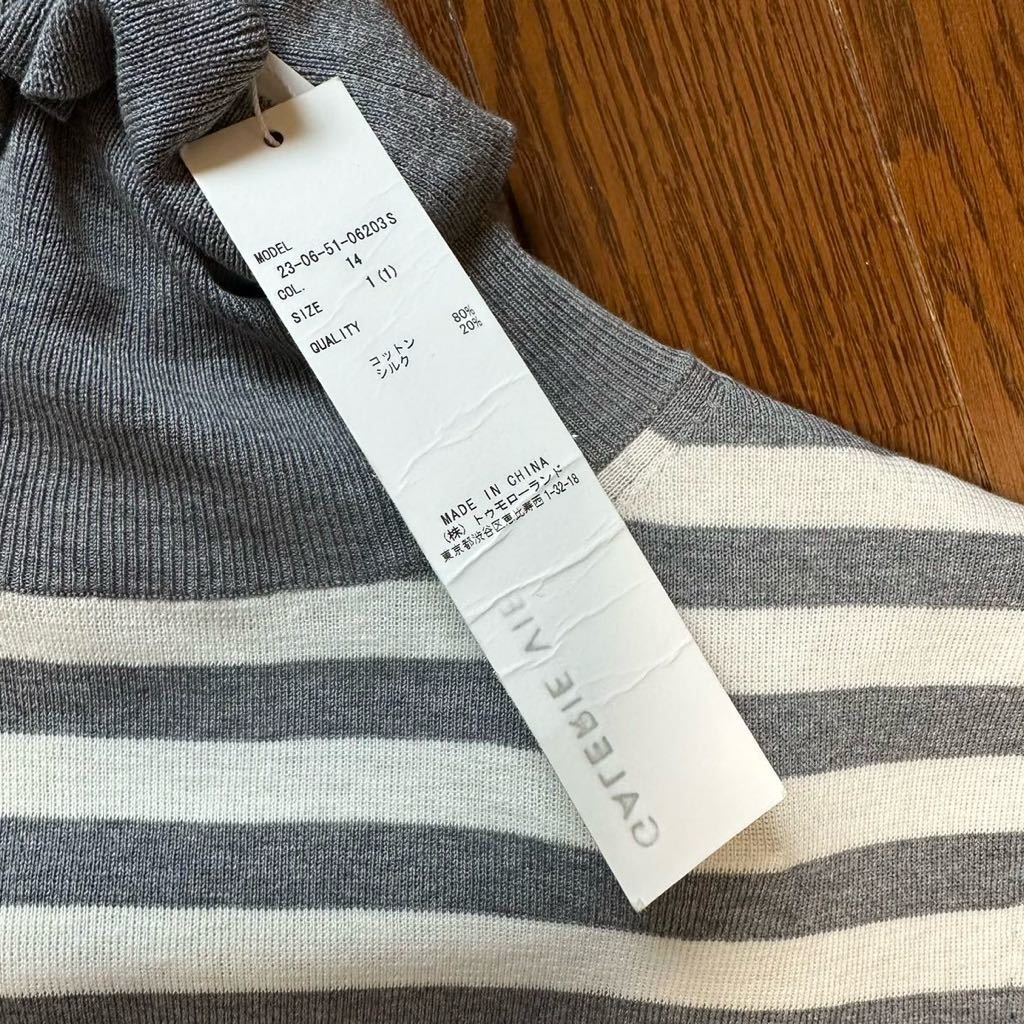 MODEL
23-06-51-06203S
COL. 14
SIZE 1(1)
QUALITY
コットン 80%
シルク 20%
MADE IN CHINA
(株)トゥモローランド
東京都渋谷区恵比寿西1-32-18
GALERIE VIE